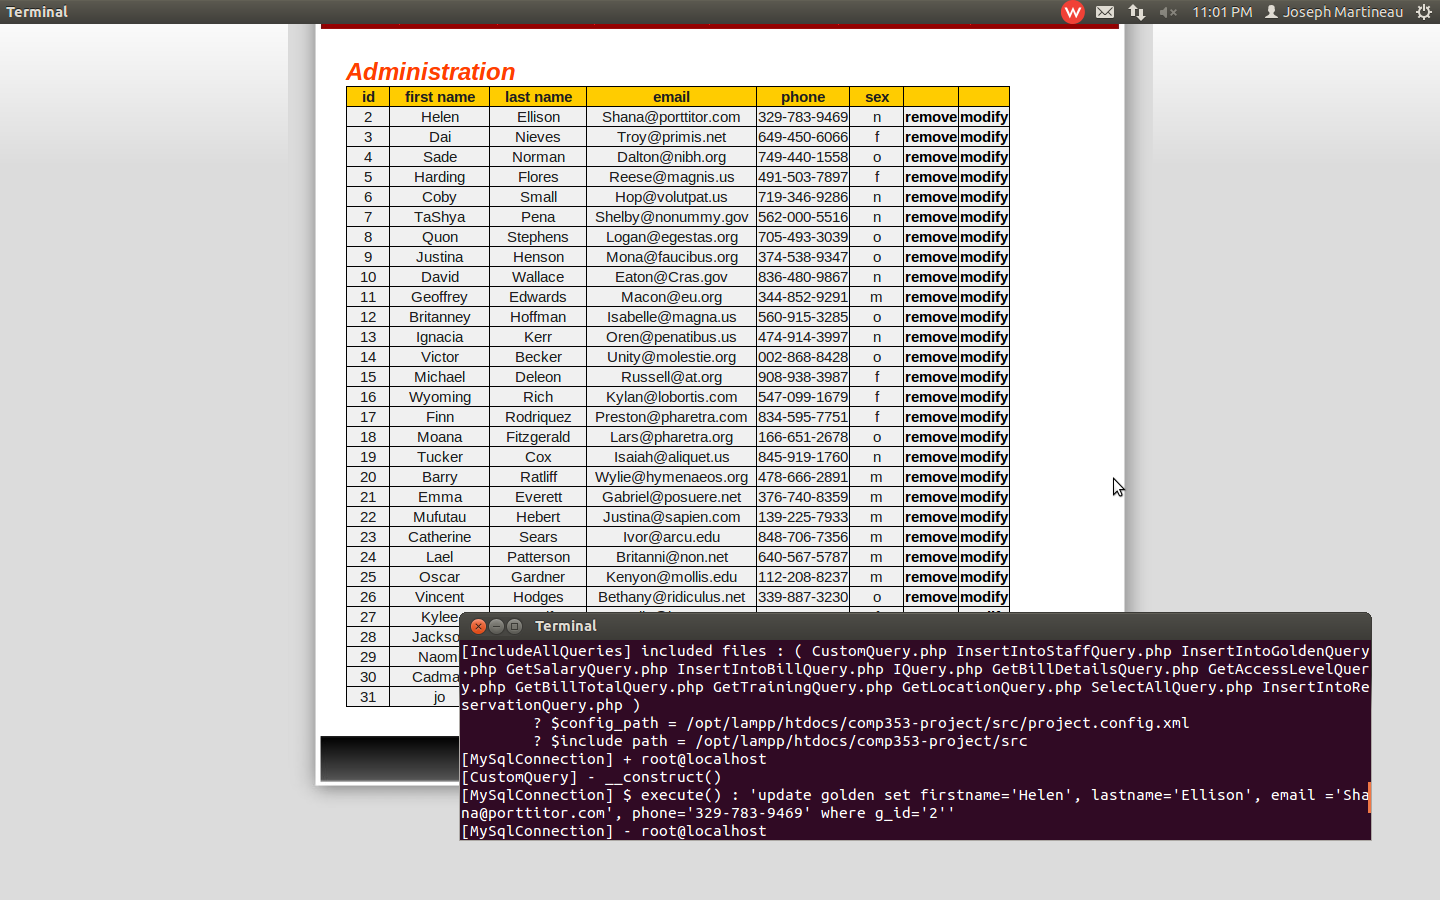 Terminal
11:01 PM Joseph Martineau
Administration
id first name last name email phone sex
2 Helen Ellison Shana@porttitor.com 329-783-9469 n remove modify
3 Dai Nieves Troy@primis.net 649-450-6066 f remove modify
4 Sade Norman Dalton@nibh.org 749-440-1558 o remove modify
5 Harding Flores Reese@magnis.us 491-503-7897 f remove modify
6 Coby Small Hop@volutpat.us 719-346-9286 n remove modify
7 TaShya Pena Shelby@nonummy.gov 562-000-5516 n remove modify
8 Quon Stephens Logan@egestas.org 705-493-3039 o remove modify
9 Justina Henson Mona@faucibus.org 374-538-9347 o remove modify
10 David Wallace Eaton@Cras.gov 836-480-9867 n remove modify
11 Geoffrey Edwards Macon@eu.org 344-852-9291 m remove modify
12 Britanney Hoffman Isabelle@magna.us 560-915-3285 o remove modify
13 Ignacia Kerr Oren@penatibus.us 474-914-3997 n remove modify
14 Victor Becker Unity@molestie.org 002-868-8428 o remove modify
15 Michael Deleon Russell@at.org 908-938-3987 f remove modify
16 Wyoming Rich Kylan@lobortis.com 547-099-1679 f remove modify
17 Finn Rodriquez Preston@pharetra.com 834-595-7751 f remove modify
18 Moana Fitzgerald Lars@pharetra.org 166-651-2678 o remove modify
19 Tucker Cox Isaiah@aliquet.us 845-919-1760 n remove modify
20 Barry Ratliff Wylie@hymenaeos.org 478-666-2891 m remove modify
21 Emma Everett Gabriel@posuere.net 376-740-8359 m remove modify
22 Mufutau Hebert Justina@sapien.com 139-225-7933 m remove modify
23 Catherine Sears Ivor@arcu.edu 848-706-7356 m remove modify
24 Lael Patterson Britanni@non.net 640-567-5787 m remove modify
25 Oscar Gardner Kenyon@mollis.edu 112-208-8237 m remove modify
26 Vincent Hodges Bethany@ridiculus.net 339-887-3230 o remove modify
27 Kylee
28 Jackso
29 Naom
30 Cadma
31 jo
Terminal
[IncludeAllQueries] included files : ( CustomQuery.php InsertIntoStaffQuery.php InsertIntoGoldenQuery
.php GetSalaryQuery.php InsertIntoBillQuery.php IQuery.php GetBillDetailsQuery.php GetAccessLevelQuer
y.php GetBillTotalQuery.php GetTrainingQuery.php GetLocationQuery.php SelectAllQuery.php InsertIntoRe
servationQuery.php )
? $config_path = /opt/lampp/htdocs/comp353-project/src/project.config.xml
? $include path = /opt/lampp/htdocs/comp353-project/src
[MySqlConnection] + root@localhost
[CustomQuery] - __construct()
[MySqlConnection] $ execute() : 'update golden set firstname='Helen', lastname='Ellison', email ='Sha
na@porttitor.com', phone='329-783-9469' where g_id='2''
[MySqlConnection] - root@localhost